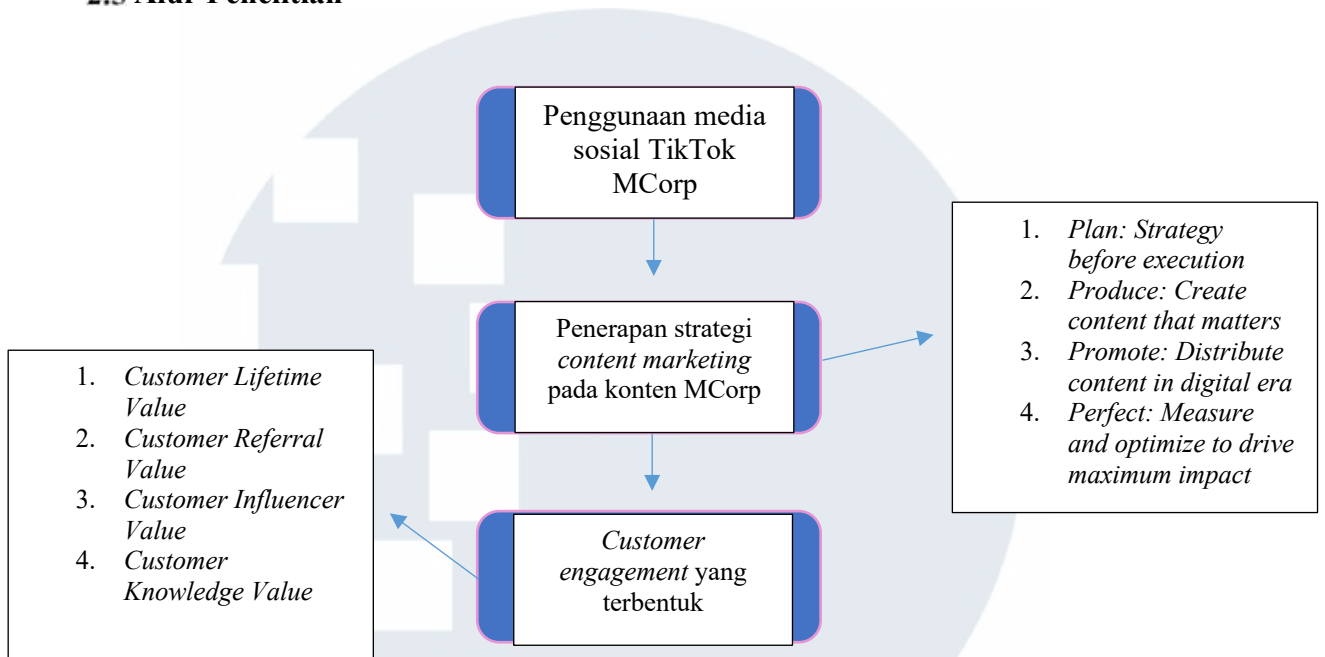 2.3 Alur Penelitian
Penggunaan media
sosial TikTok
MCorp
1. Plan: Strategy
before execution
2. Produce: Create
content that matters
3. Promote: Distribute
content in digital era
4. Perfect: Measure
and optimize to drive
maximum impact
Penerapan strategi
content marketing
pada konten MCorp
1. Customer Lifetime
Value
2. Customer Referral
Value
3. Customer Influencer
Value
4. Customer
Knowledge Value
Customer
engagement yang
terbentuk